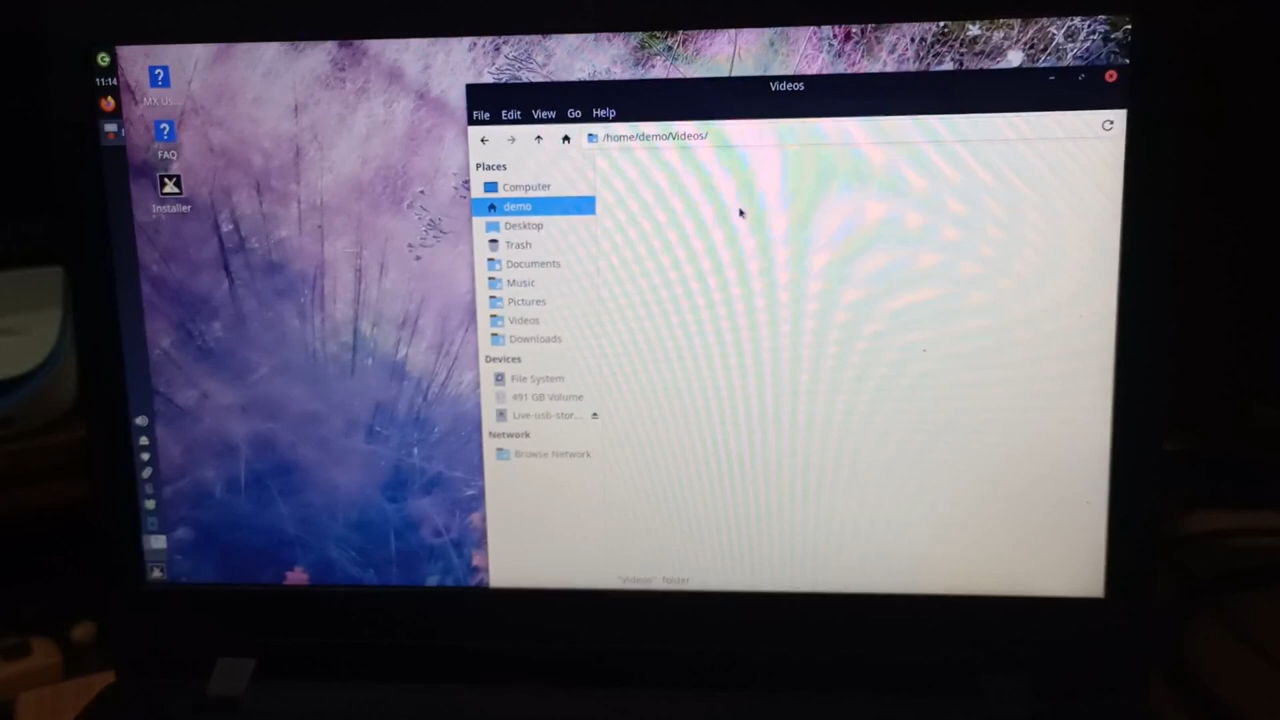 11:14
MX Us...
FAQ
Installer
Videos
File Edit View Go Help
/home/demo/Videos/
Places
Computer
demo
Desktop
Trash
Documents
Music
Pictures
Videos
Downloads
Devices
File System
491 GB Volume
Live-usb-stor...
Network
Browse Network
"Videos" folder